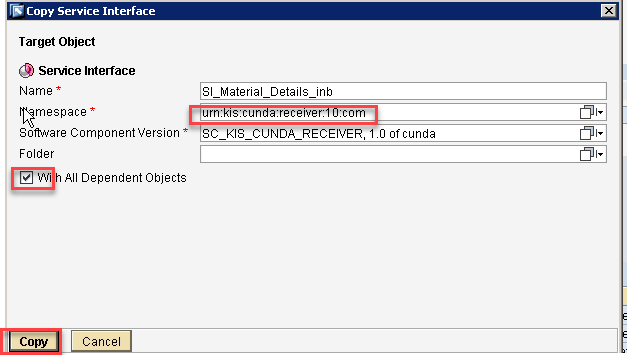 Copy Service Interface
Target Object
Service Interface
Name * SI_Material_Details_inb
Namespace * urn:kis:cunda:receiver:10:com
Software Component Version * SC_KIS_CUNDA_RECEIVER, 1.0 of cunda
Folder
With All Dependent Objects
Copy Cancel